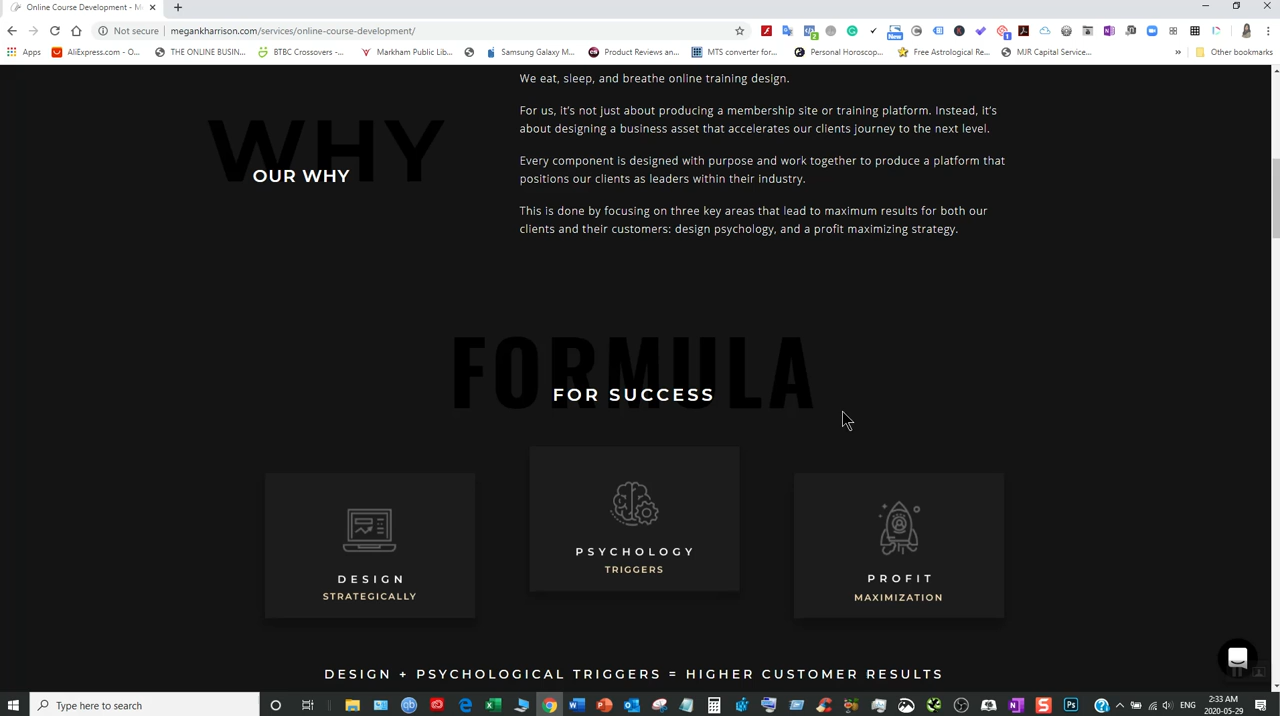 Online Course Development - M
Not secure
megankharrison.com/services/online-course-development/
Apps
AliExpress.com - O...
THE ONLINE BUSIN...
BTBC Crossovers -...
Markham Public Lib...
Samsung Galaxy M...
Product Reviews an...
MTS converter for...
Personal Horoscop...
Free Astrological Re...
MJR Capital Service...
»
Other bookmarks
We eat, sleep, and breathe online training design.
For us, it's not just about producing a membership site or training platform. Instead, it's
about designing a business asset that accelerates our clients journey to the next level.
WHY
OUR WHY
Every component is designed with purpose and work together to produce a platform that
positions our clients as leaders within their industry.
This is done by focusing on three key areas that lead to maximum results for both our
clients and their customers: design psychology, and a profit maximizing strategy.
FORMULA
FOR SUCCESS
DESIGN
STRATEGICALLY
PSYCHOLOGY
TRIGGERS
PROFIT
MAXIMIZATION
DESIGN + PSYCHOLOGICAL TRIGGERS = HIGHER CUSTOMER RESULTS
Type here to search
ENG
2:33 AM
2020-05-29